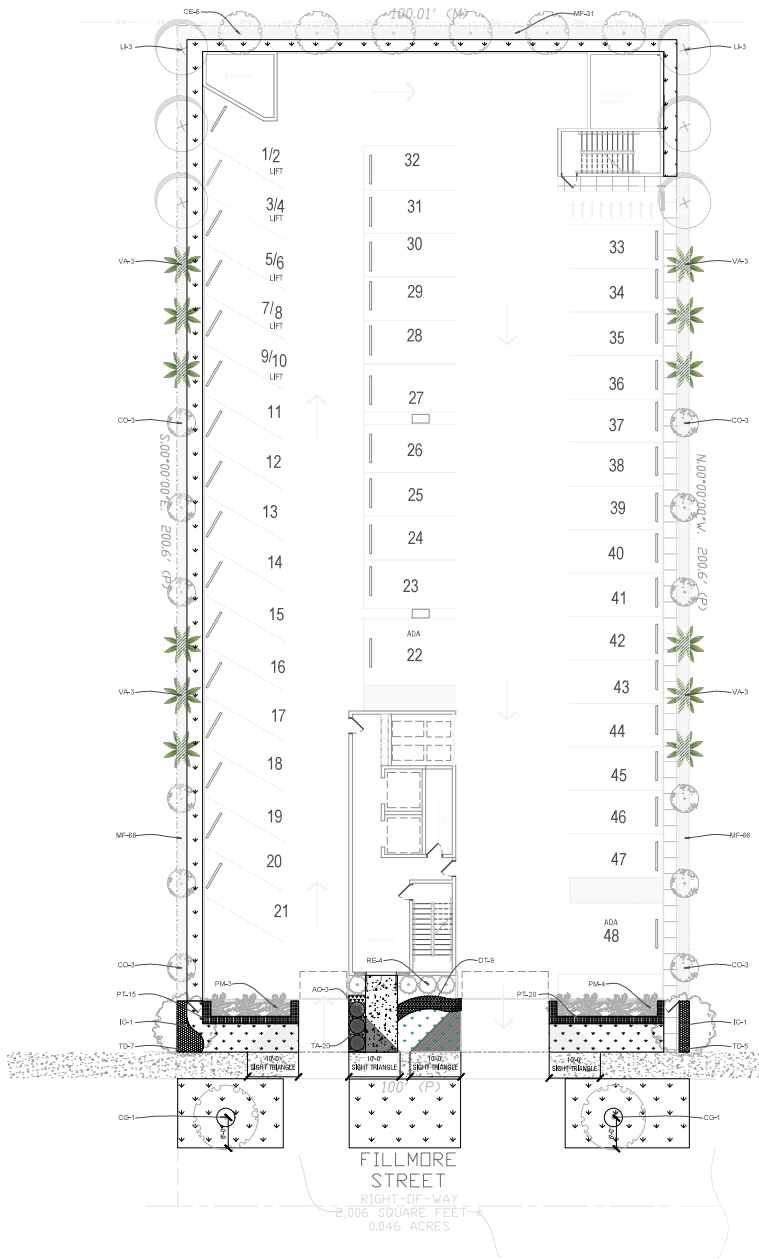 CE-6
100.01' (M)
MF-31
LI-3
LI-3
1/2
LIFT
32
3/4
LIFT
31
5/6
LIFT
30
33
VA-3
VA-3
7/8
LIFT
29
34
9/10
LIFT
28
35
11
27
36
CO-3
CO-3
37
12
26
38
S.00°00'00"E. 200.6' (P)
N.00°00'00"W. 200.6' (P)
13
25
39
14
24
40
15
23
41
ADA
22
42
16
43
VA-3
VA-3
17
44
18
45
19
46
MF-66
MF-66
20
47
21
ADA
48
RE-4
DT-9
CO-3
CO-3
PM-3
AO-3
PM-4
PT-15
PT-20
IC-1
IC-1
TD-7
TA-20
TD-5
10'-0"
SIGHT TRIANGLE
10'-0"
SIGHT TRIANGLE
10'-0"
SIGHT TRIANGLE
10'-0"
SIGHT TRIANGLE
100' (P)
CG-1
CG-1
6'-0"
6'-0"
FILLMORE
STREET
RIGHT-OF-WAY
2,006 SQUARE FEET ±
0.046 ACRES